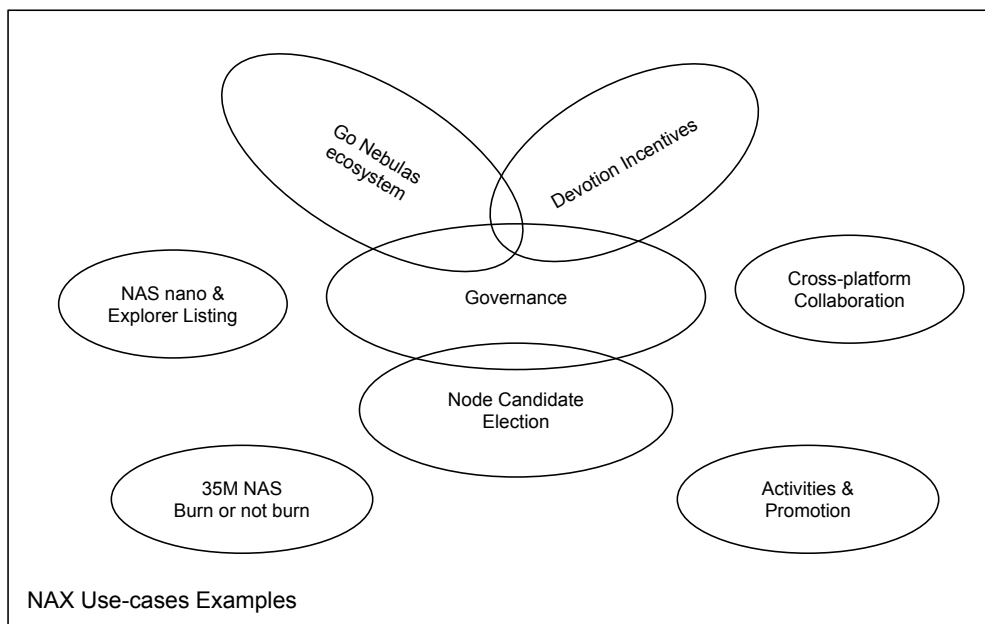 Go Nebulas
ecosystem
Devotion Incentives
NAS nano &
Explorer Listing
Governance
Cross-platform
Collaboration
Node Candidate
Election
35M NAS
Burn or not burn
Activities &
Promotion
NAX Use-cases Examples